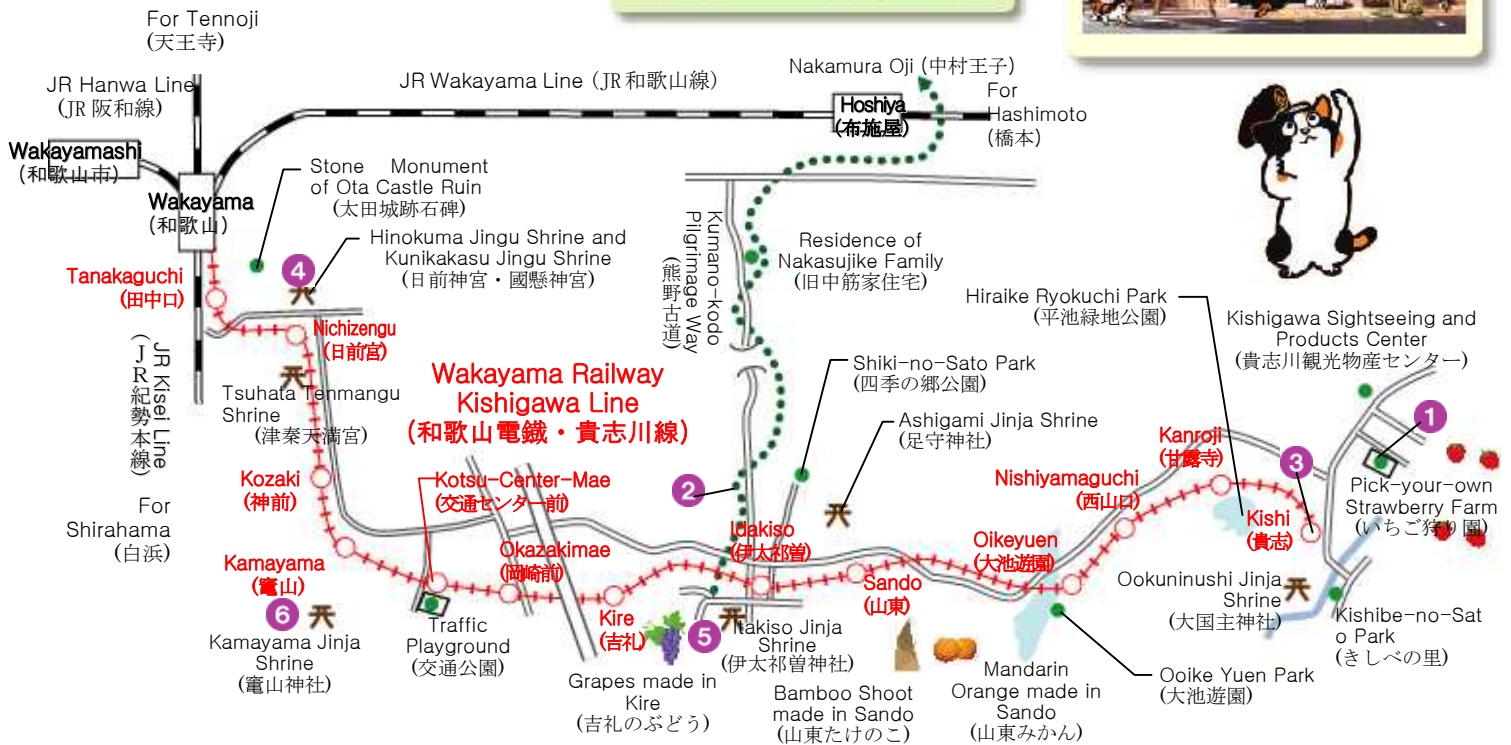 For Tennoji
(天王寺)
JR Hanwa Line
(JR 阪和線)
JR Wakayama Line (JR 和歌山線)
Nakamura Oji (中村王子)
For
Hashimoto
(橋本)
Hoshiya
(布施屋)
Wakayamashi
(和歌山市)
Wakayama
(和歌山)
Stone Monument
of Ota Castle Ruin
(太田城跡石碑)
4
Hinokuma Jingu Shrine and
Kunikakasu Jingu Shrine
(日前神宮・國懸神宮)
Kumano-kodo
Pilgrimage Way
(熊野古道)
Residence of
Nakasujike Family
(旧中筋家住宅)
Tanakaguchi
(田中口)
Nichizengu
(日前宮)
JR Kisei Line
(JR紀勢本線)
Tsuhata Tenmangu
Shrine
(津秦天満宮)
Wakayama Railway
Kishigawa Line
(和歌山電鐵・貴志川線)
Hiraike Ryokuchi Park
(平池緑地公園)
Kishigawa Sightseeing and
Products Center
(貴志川観光物産センター)
Shiki-no-Sato Park
(四季の郷公園)
Ashigami Jinja Shrine
(足守神社)
1
Pick-your-own
Strawberry Farm
(いちご狩り園)
3
Kanroji
(甘露寺)
Nishiyamaguchi
(西山口)
Kishi
(貴志)
For
Shirahama
(白浜)
Kozaki
(神前)
Kotsu-Center-Mae
(交通センター前)
2
Idakiso
(伊太祁曽)
Okazakimae
(岡崎前)
Kamayama
(竈山)
6
Kamayama Jinja
Shrine
(竈山神社)
Traffic
Playground
(交通公園)
Kire
(吉礼)
Grapes made in
Kire
(吉礼のぶどう)
5
Itakiso Jinja
Shrine
(伊太祁曽神社)
Sando
(山東)
Oikeyuen
(大池遊園)
Bamboo Shoot
made in Sando
(山東たけのこ)
Mandarin
Orange made in
Sando
(山東みかん)
Ooike Yuen Park
(大池遊園)
Ookuninushi Jinja
Shrine
(大国主神社)
Kishibe-no-Sat
o Park
(きしべの里)